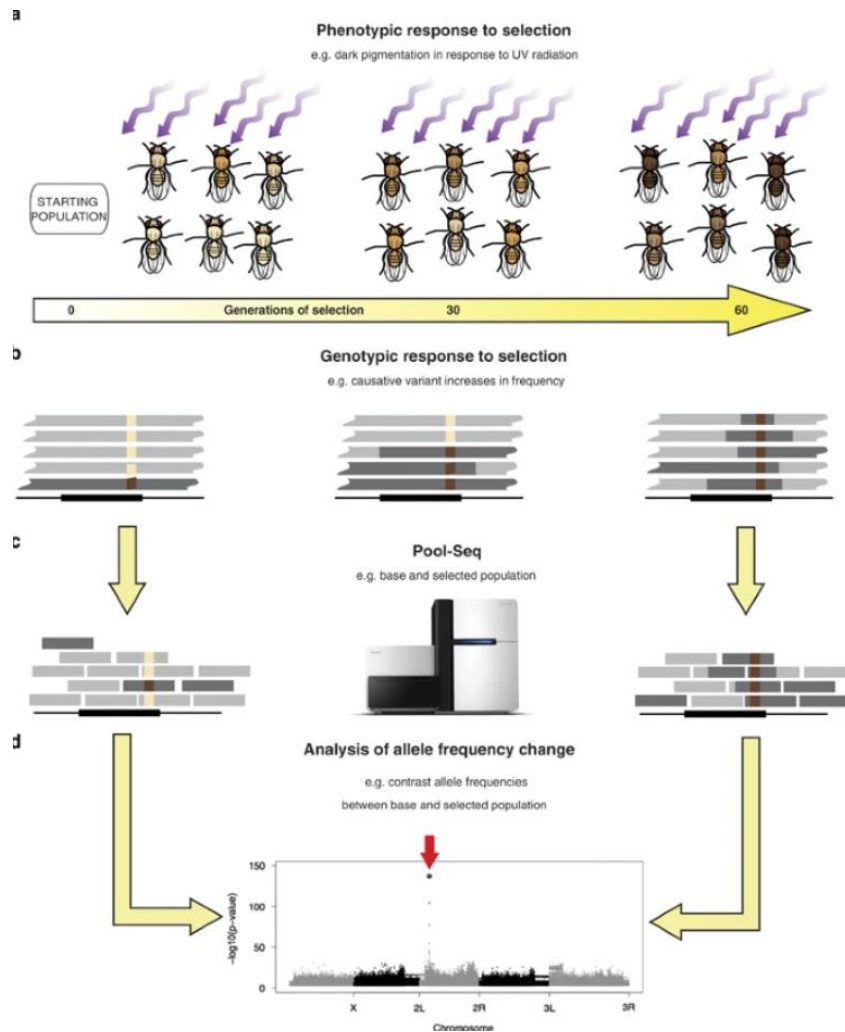 a
Phenotypic response to selection
e.g. dark pigmentation in response to UV radiation
STARTING
POPULATION
0 Generations of selection 30 60
b
Genotypic response to selection
e.g. causative variant increases in frequency
c
Pool-Seq
e.g. base and selected population
d
Analysis of allele frequency change
e.g. contrast allele frequencies
between base and selected population
150
100
50
0
−log10(p-value)
X 2L 2R 3L 3R
Chromosome